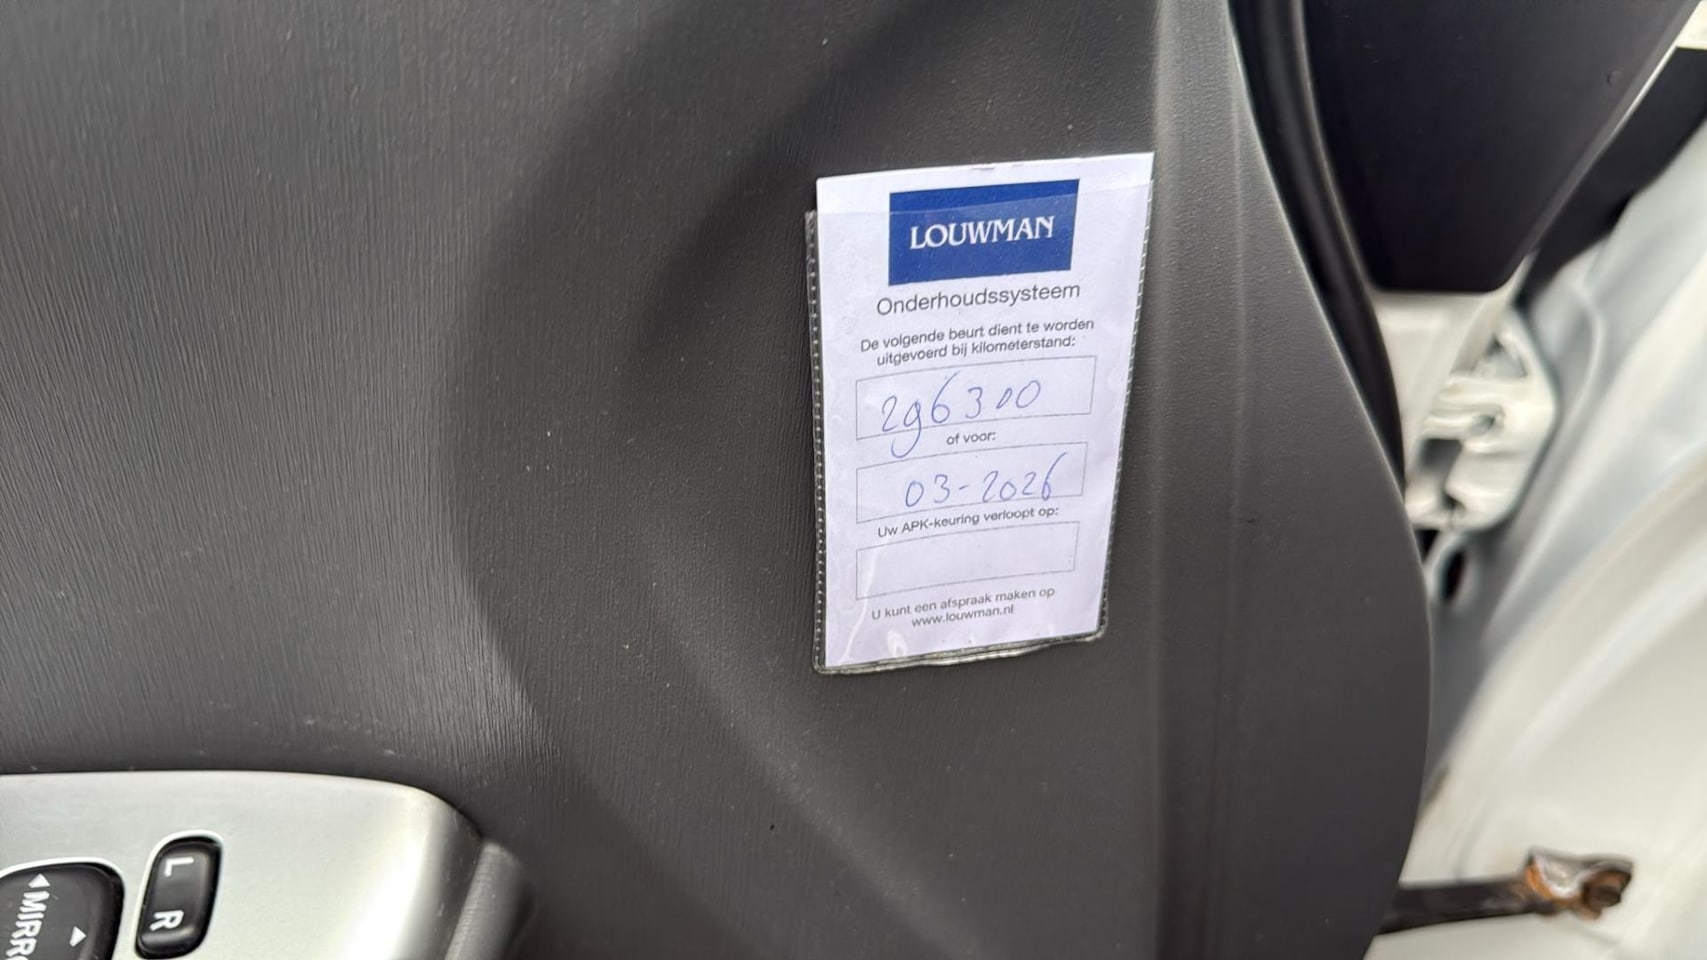 LOUWMAN
Onderhoudssysteem
De volgende beurt dient te worden
uitgevoerd bij kilometerstand:
296300
of voor:
03-2026
Uw APK-keuring verloopt op:
U kunt een afspraak maken op
www.louwman.nl
L
R